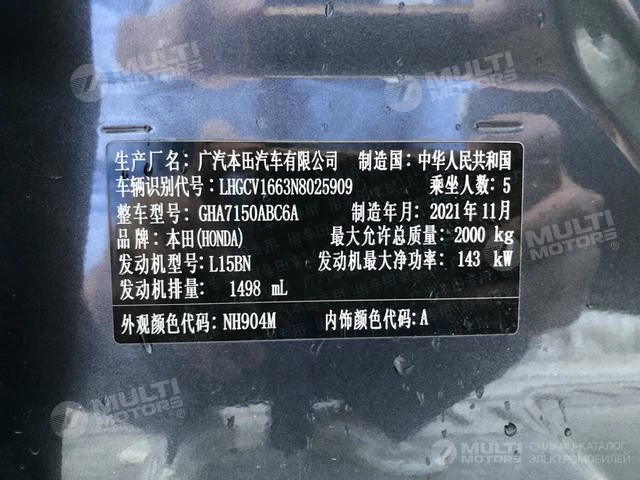 MULTI MOTORS
MULTI MOTORS
生产厂名：广汽本田汽车有限公司 制造国：中华人民共和国
车辆识别代号：LHGCV1663N8025909 乘坐人数：5
整车型号：GHA7150ABC6A 制造年月：2021年11月
品牌：本田(HONDA) 最大允许总质量：2000 kg
发动机型号：L15BN 发动机最大净功率：143 kW
发动机排量：1498 mL
外观颜色代码：NH904M 内饰颜色代码：A
MULTI MOTORS
MULTI MOTORS
ОНЛАЙН-КАТАЛОГ
ЭЛЕКТРОМОБИЛЕЙ